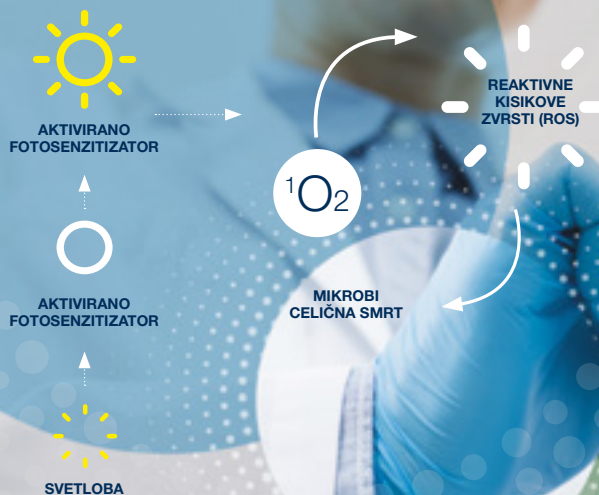 AKTIVIRANO
FOTOSENZITIZATOR
AKTIVIRANO
FOTOSENZITIZATOR
SVETLOBA
¹O₂
REAKTIVNE
KISIKOVE
ZVRSTI (ROS)
MIKROBI
CELIČNA SMRT